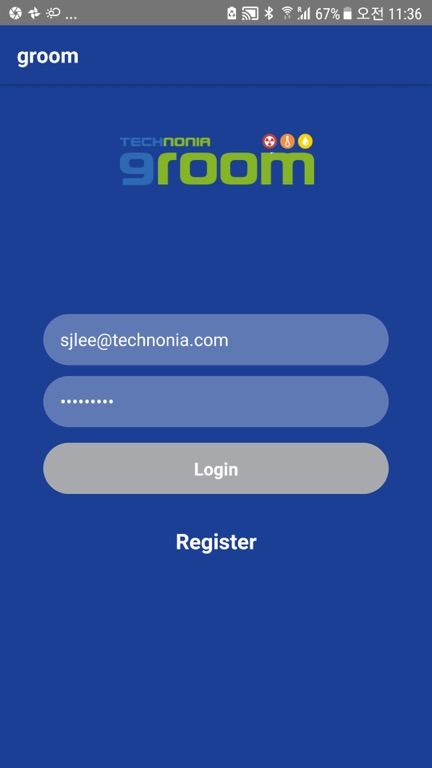 ... 67% 오전 11:36
groom
TECHNONIA
groom
sjlee@technonia.com
•••••••••
Login
Register